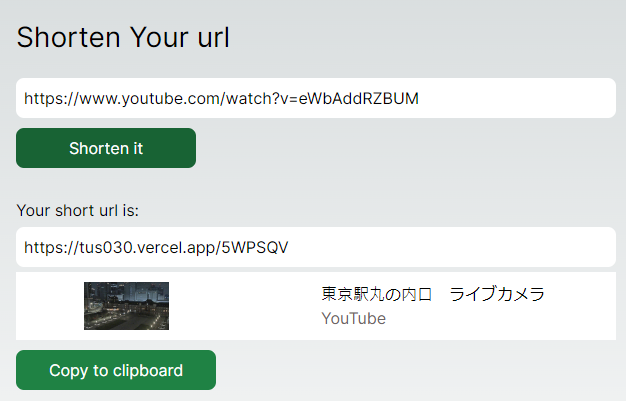 Shorten Your url
https://www.youtube.com/watch?v=eWbAddRZBUM
Shorten it
Your short url is:
https://tus030.vercel.app/5WPSQV
東京駅丸の内口　ライブカメラ
YouTube
Copy to clipboard